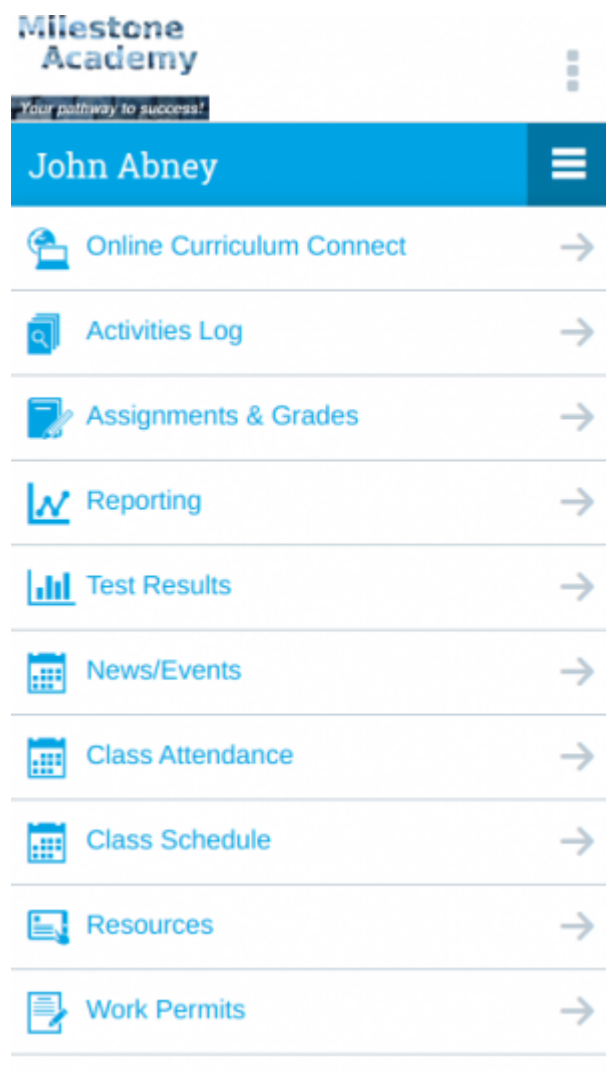 Milestone
Academy
Your pathway to success!
John Abney
Online Curriculum Connect
Activities Log
Assignments & Grades
Reporting
Test Results
News/Events
Class Attendance
Class Schedule
Resources
Work Permits